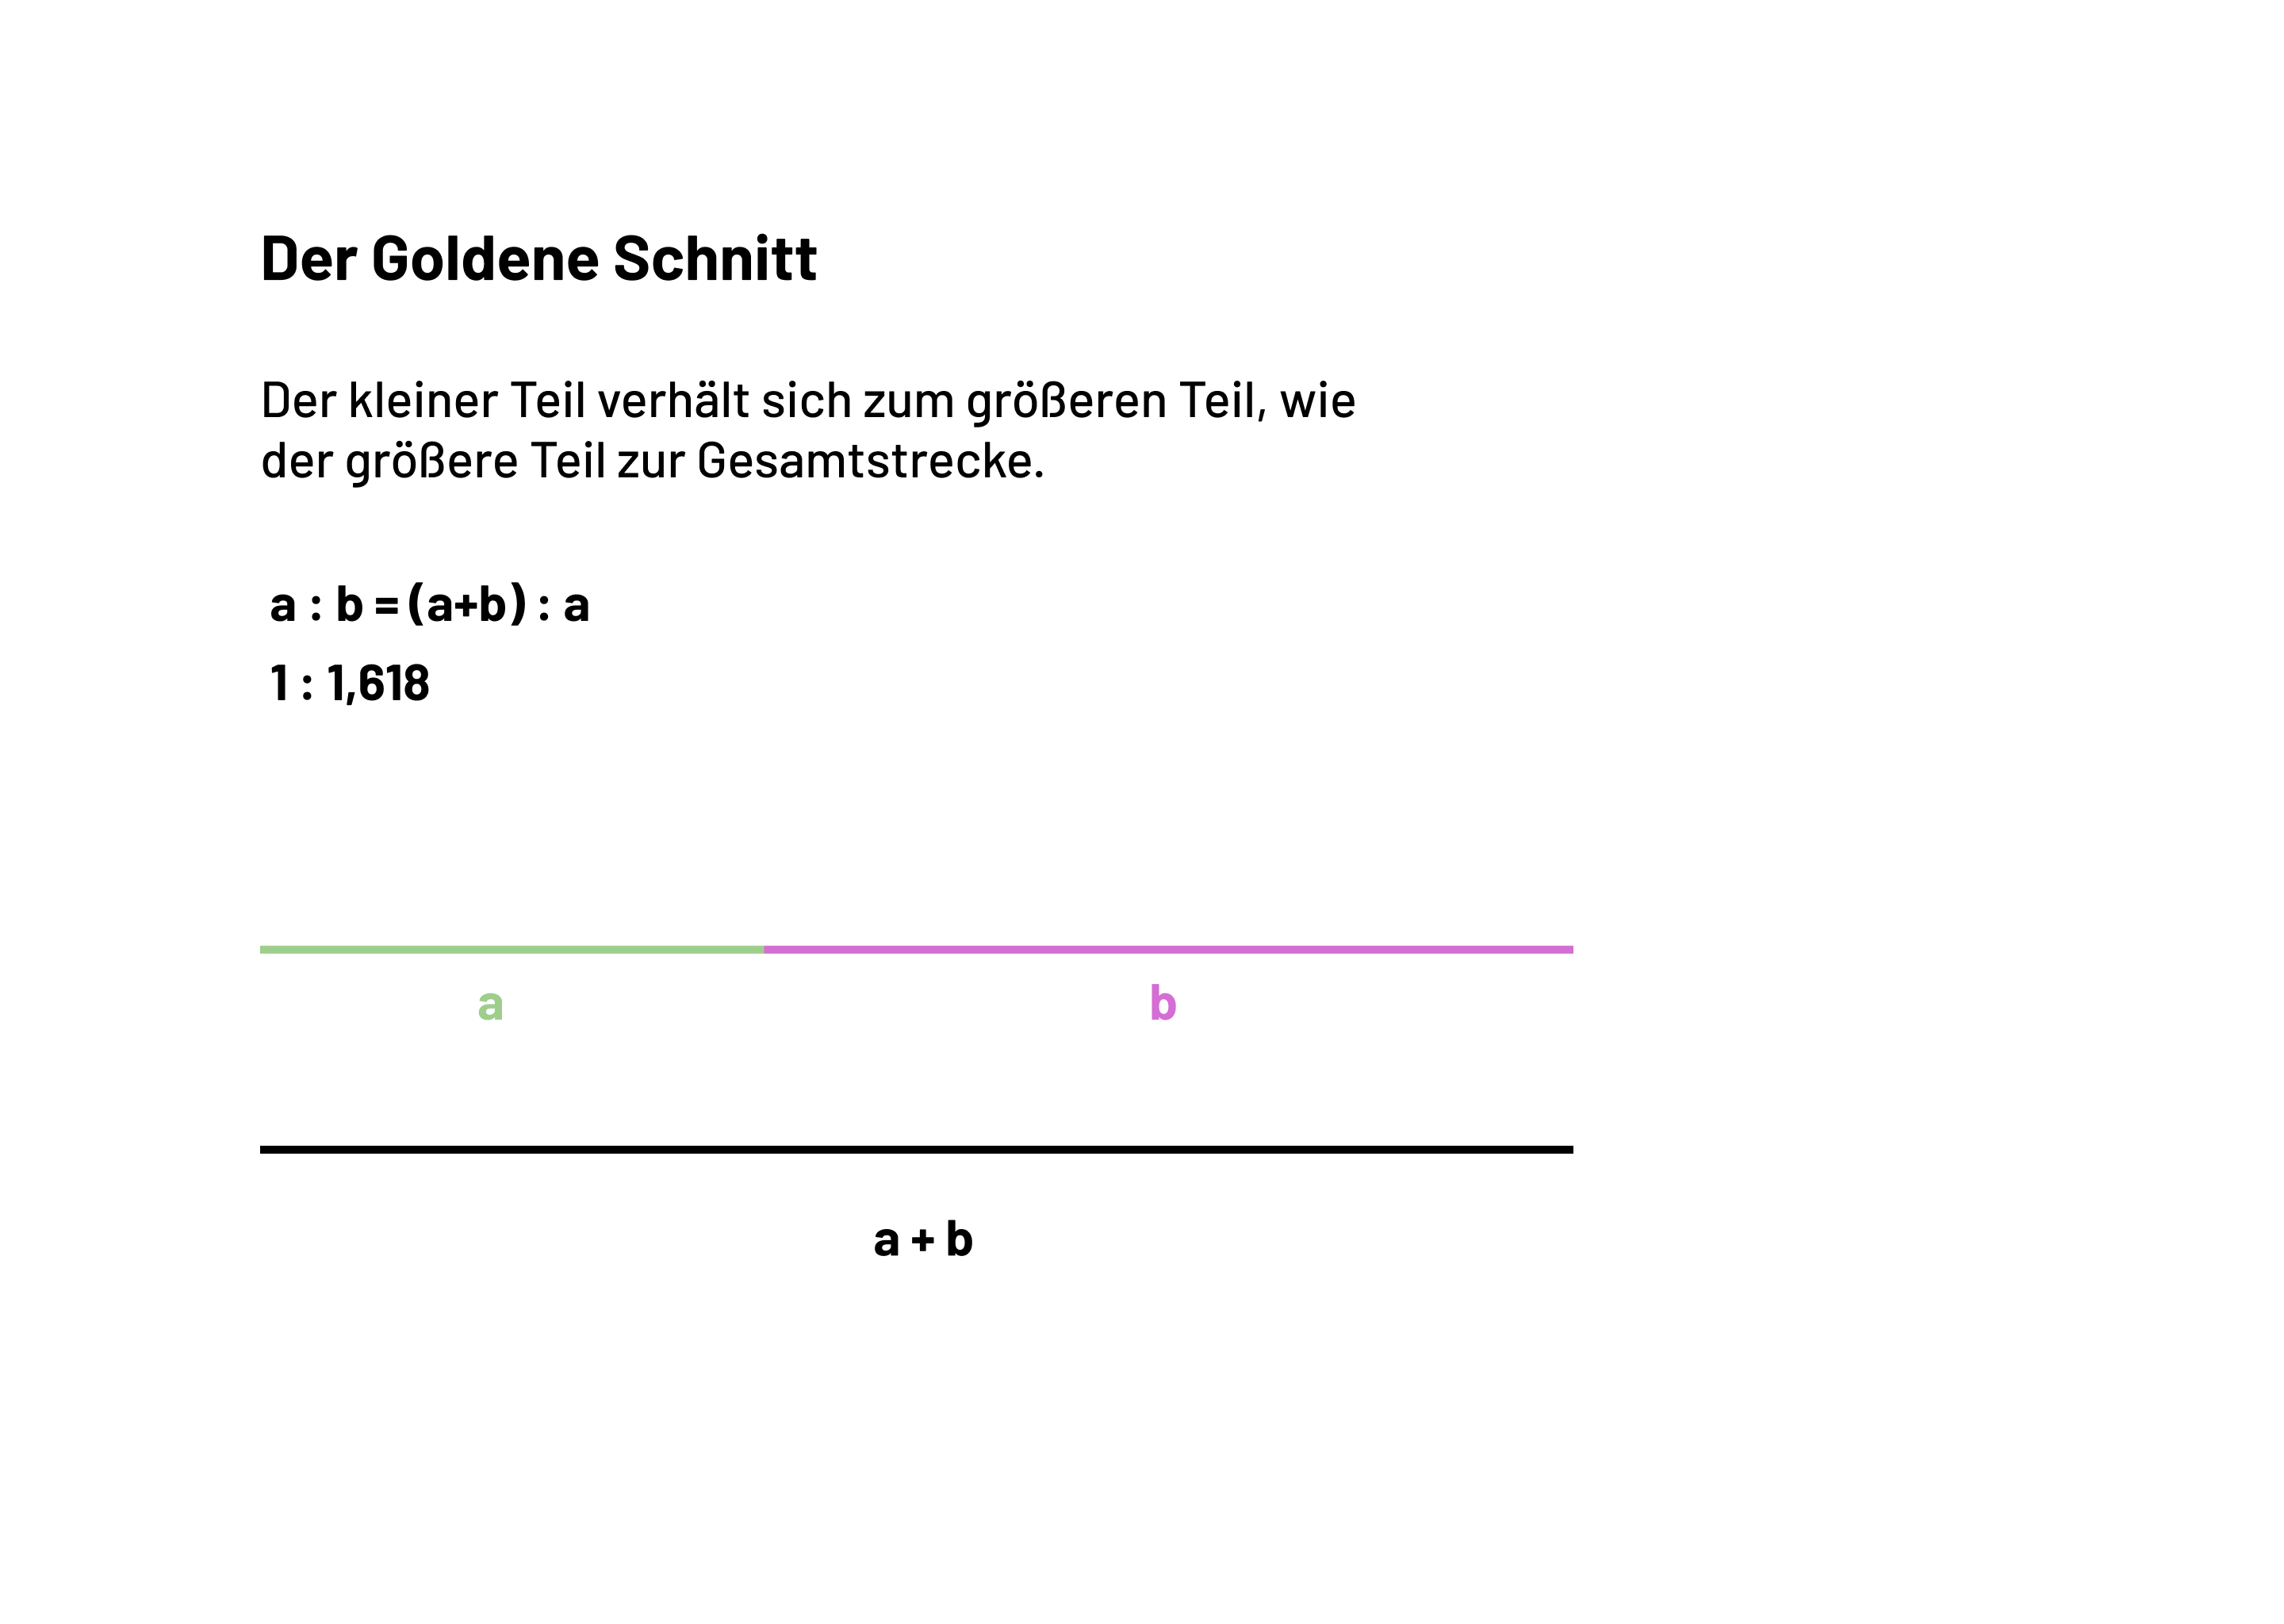 Der Goldene Schnitt
Der kleiner Teil verhält sich zum größeren Teil, wie
der größere Teil zur Gesamtstrecke.
a : b = (a+b) : a
1 : 1,618
a
b
a + b